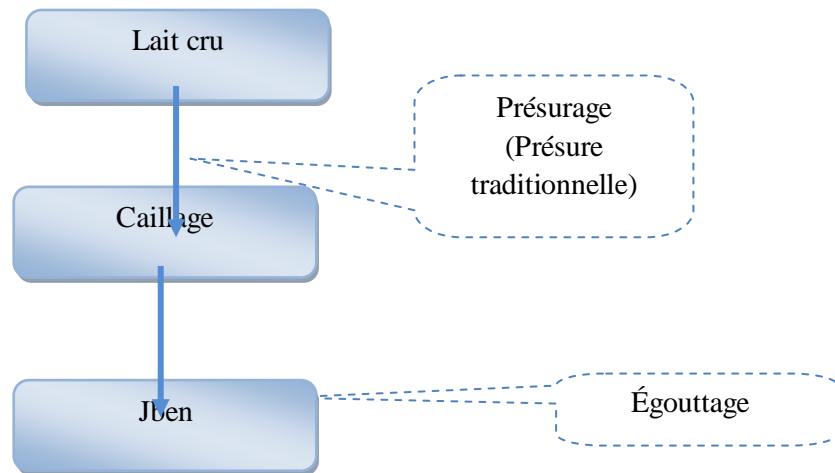 Lait cru
Présurage
(Présure
traditionnelle)
Caillage
Jben
Égouttage